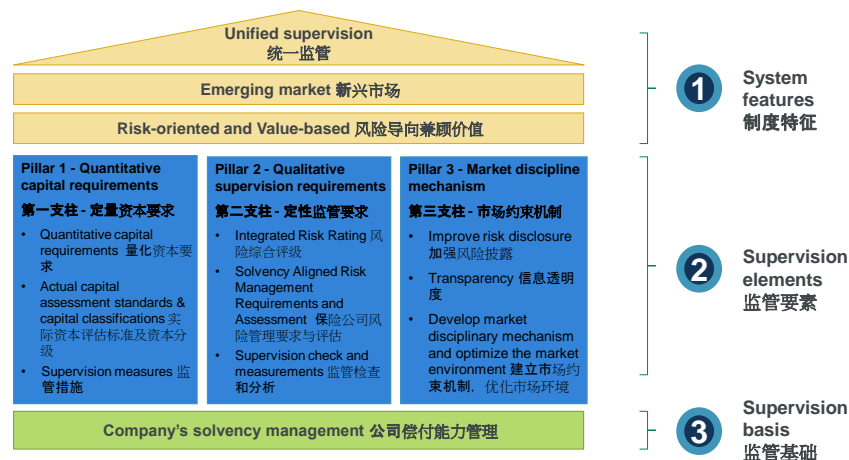 Unified supervision
统一监管
Emerging market 新兴市场
Risk-oriented and Value-based 风险导向兼顾价值
1
System
features
制度特征
Pillar 1 - Quantitative
capital requirements
第一支柱 - 定量资本要求
• Quantitative capital
requirements 量化资本要
求
• Actual capital
assessment standards &
capital classifications 实
际资本评估标准及资本分
级
• Supervision measures 监
管措施
Pillar 2 - Qualitative
supervision requirements
第二支柱 - 定性监管要求
• Integrated Risk Rating 风
险综合评级
• Solvency Aligned Risk
Management
Requirements and
Assessment 保险公司风
险管理要求与评估
• Supervision check and
measurements 监管检查
和分析
Pillar 3 - Market discipline
mechanism
第三支柱 - 市场约束机制
• Improve risk disclosure
加强风险披露
• Transparency 信息透明
度
• Develop market
disciplinary mechanism
and optimize the market
environment 建立市场约
束机制，优化市场环境
2
Supervision
elements
监管要素
Company's solvency management 公司偿付能力管理
3
Supervision
basis
监管基础